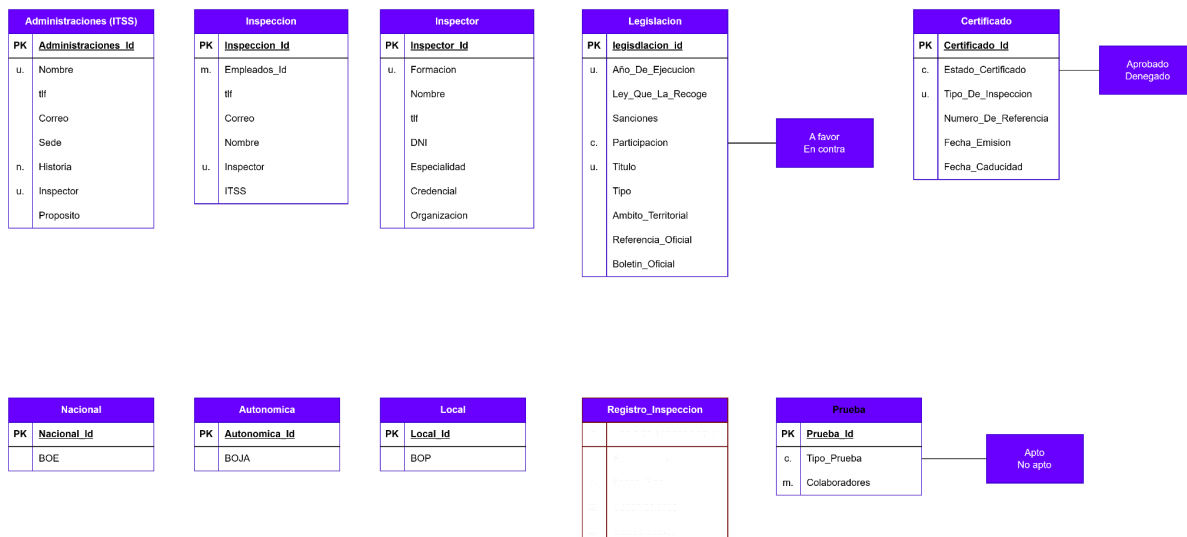 Administraciones (ITSS)
PK Administraciones_Id
u. Nombre
tlf
Correo
Sede
n. Historia
u. Inspector
Proposito
Inspeccion
PK Inspeccion_Id
m. Empleados_Id
tlf
Correo
Nombre
u. Inspector
ITSS
Inspector
PK Inspector_Id
u. Formacion
Nombre
tlf
DNI
Especialidad
Credencial
Organizacion
Legislacion
PK legisdlacion_id
u. Año_De_Ejecucion
Ley_Que_La_Recoge
Sanciones
c. Participacion
u. Titulo
Tipo
Ambito_Territorial
Referencia_Oficial
Boletin_Oficial
A favor
En contra
Certificado
PK Certificado_Id
c. Estado_Certificado
u. Tipo_De_Inspeccion
Numero_De_Referencia
Fecha_Emision
Fecha_Caducidad
Aprobado
Denegado
Nacional
PK Nacional_Id
BOE
Autonomica
PK Autonomica_Id
BOJA
Local
PK Local_Id
BOP
Registro_Inspeccion
Prueba
PK Prueba_Id
c. Tipo_Prueba
m. Colaboradores
Apto
No apto